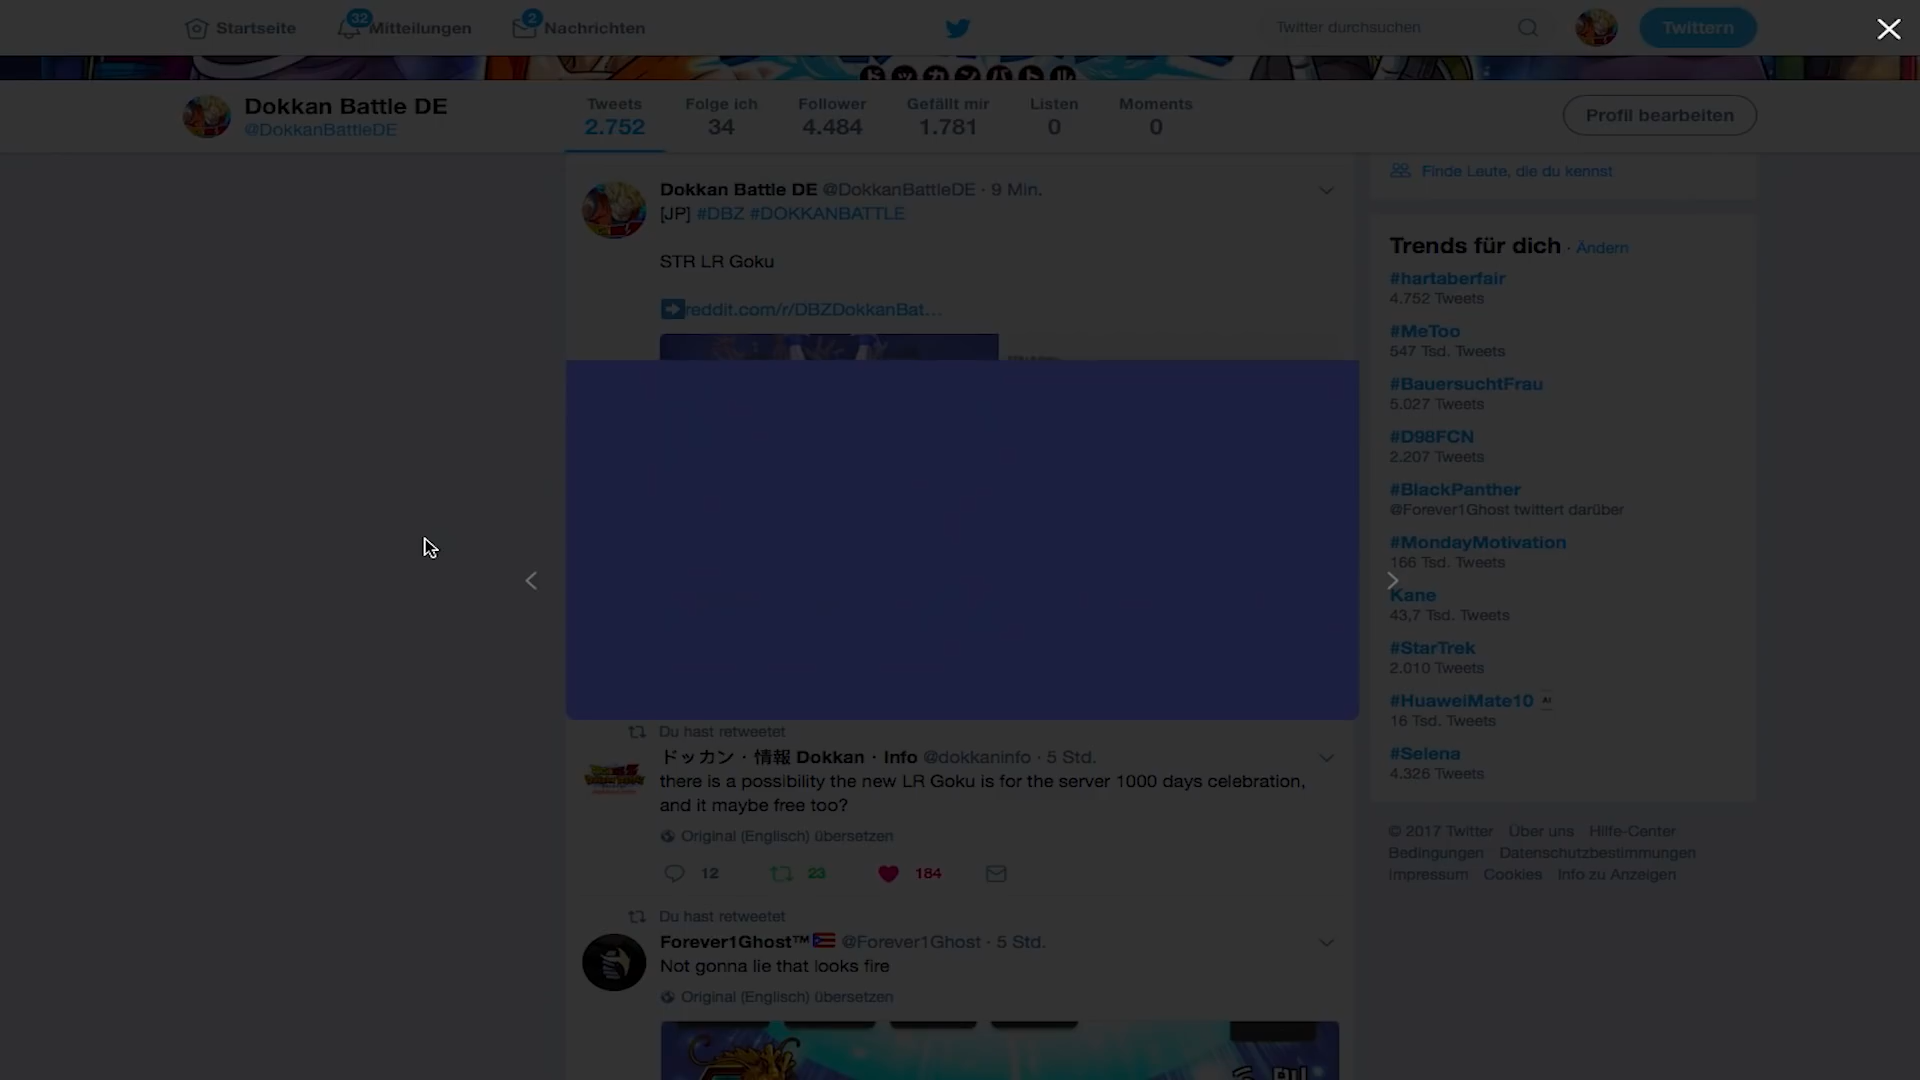 Startseite
32
Mitteilungen
2
Nachrichten
Twitter durchsuchen
Twittern
ドッカンバトル
Dokkan Battle DE
@DokkanBattleDE
Tweets
2.752
Folge ich
34
Follower
4.484
Gefällt mir
1.781
Listen
0
Moments
0
Profil bearbeiten
Dokkan Battle DE @DokkanBattleDE · 9 Min.
[JP] #DBZ #DOKKANBATTLE
STR LR Goku
reddit.com/r/DBZDokkanBat…
Du hast retweetet
ドッカン・情報 Dokkan・Info @dokkaninfo · 5 Std.
there is a possibility the new LR Goku is for the server 1000 days celebration,
and it maybe free too?
Original (Englisch) übersetzen
12
23
184
Du hast retweetet
Forever1Ghost™ @Forever1Ghost · 5 Std.
Not gonna lie that looks fire
Original (Englisch) übersetzen
Finde Leute, die du kennst
Trends für dich · Ändern
#hartaberfair
4.752 Tweets
#MeToo
547 Tsd. Tweets
#BauersuchtFrau
5.027 Tweets
#D98FCN
2.207 Tweets
#BlackPanther
@Forever1Ghost twittert darüber
#MondayMotivation
166 Tsd. Tweets
Kane
43,7 Tsd. Tweets
#StarTrek
2.010 Tweets
#HuaweiMate10 AI
16 Tsd. Tweets
#Selena
4.326 Tweets
© 2017 Twitter Über uns Hilfe-Center
Bedingungen Datenschutzbestimmungen
Impressum Cookies Info zu Anzeigen